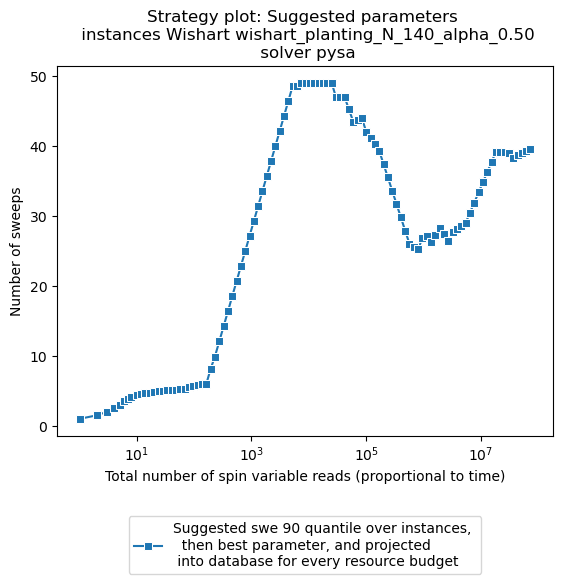 Strategy plot: Suggested parameters
instances Wishart wishart_planting_N_140_alpha_0.50
solver pysa
50
40
30
20
10
0
Number of sweeps
10^1
10^3
10^5
10^7
Total number of spin variable reads (proportional to time)
Suggested swe 90 quantile over instances,
then best parameter, and projected
into database for every resource budget